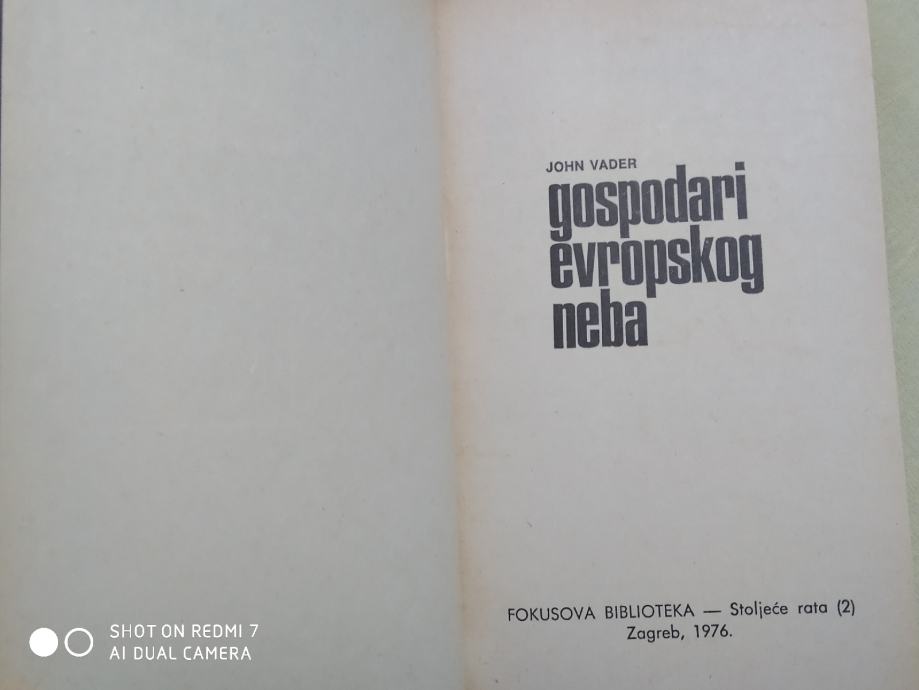 JOHN VADER
gospodari
evropskog
neba
FOKUSOVA BIBLIOTEKA — Stoljeće rata (2)
Zagreb, 1976.
SHOT ON REDMI 7
AI DUAL CAMERA